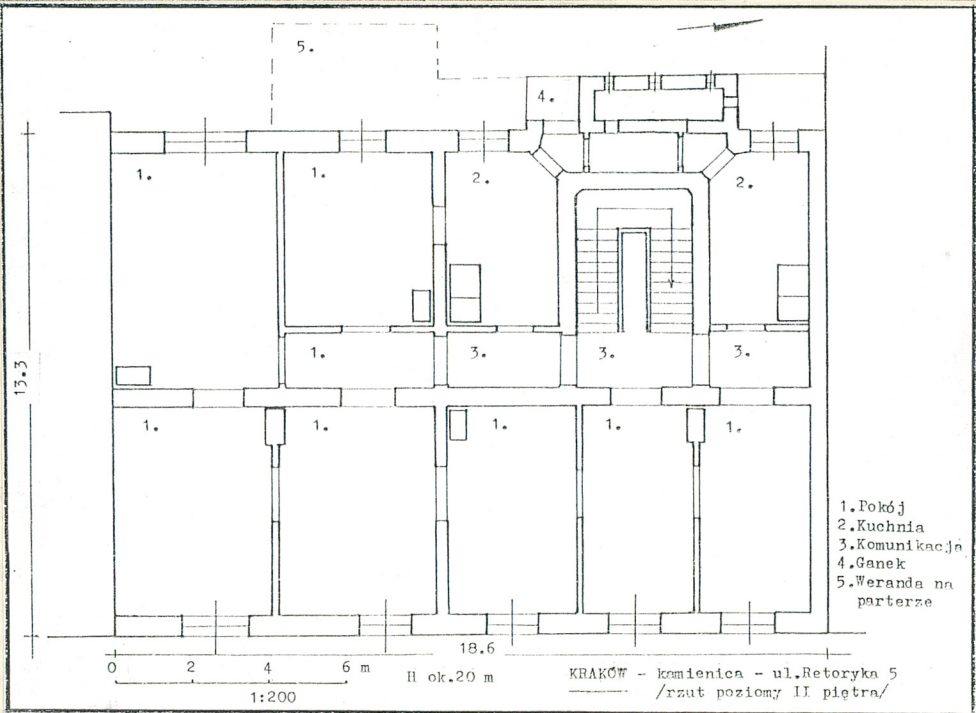 5.
4.
1.
1.
2.
2.
1.
3.
3.
3.
13.3
1.
1.
1.
1.
1.
1.Pokój
2.Kuchnia
3.Komunikacja
4.Ganek
5.Weranda na
parterze
18.6
0 2 4 6 m
1:200
H ok.20 m
KRAKÓW - kamienica - ul.Retoryka 5
/rzut poziomy II piętra/